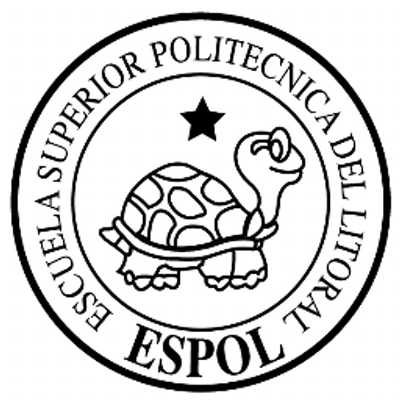 ESCUELA SUPERIOR POLITECNICA DEL LITORAL
ESPOL